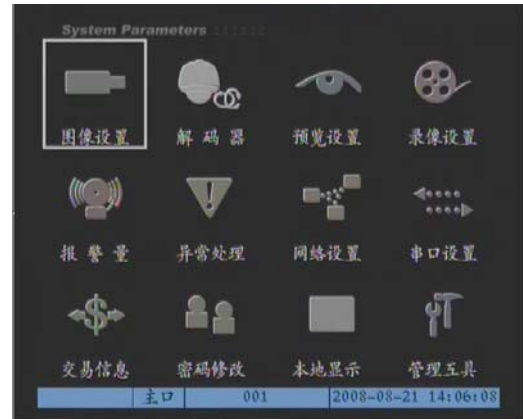 System Parameters ::::::
图像设置 解码器 预览设置 录像设置
报警量 异常处理 网络设置 串口设置
交易信息 密码修改 本地显示 管理工具
主口 001 2008-08-21 14:06:08